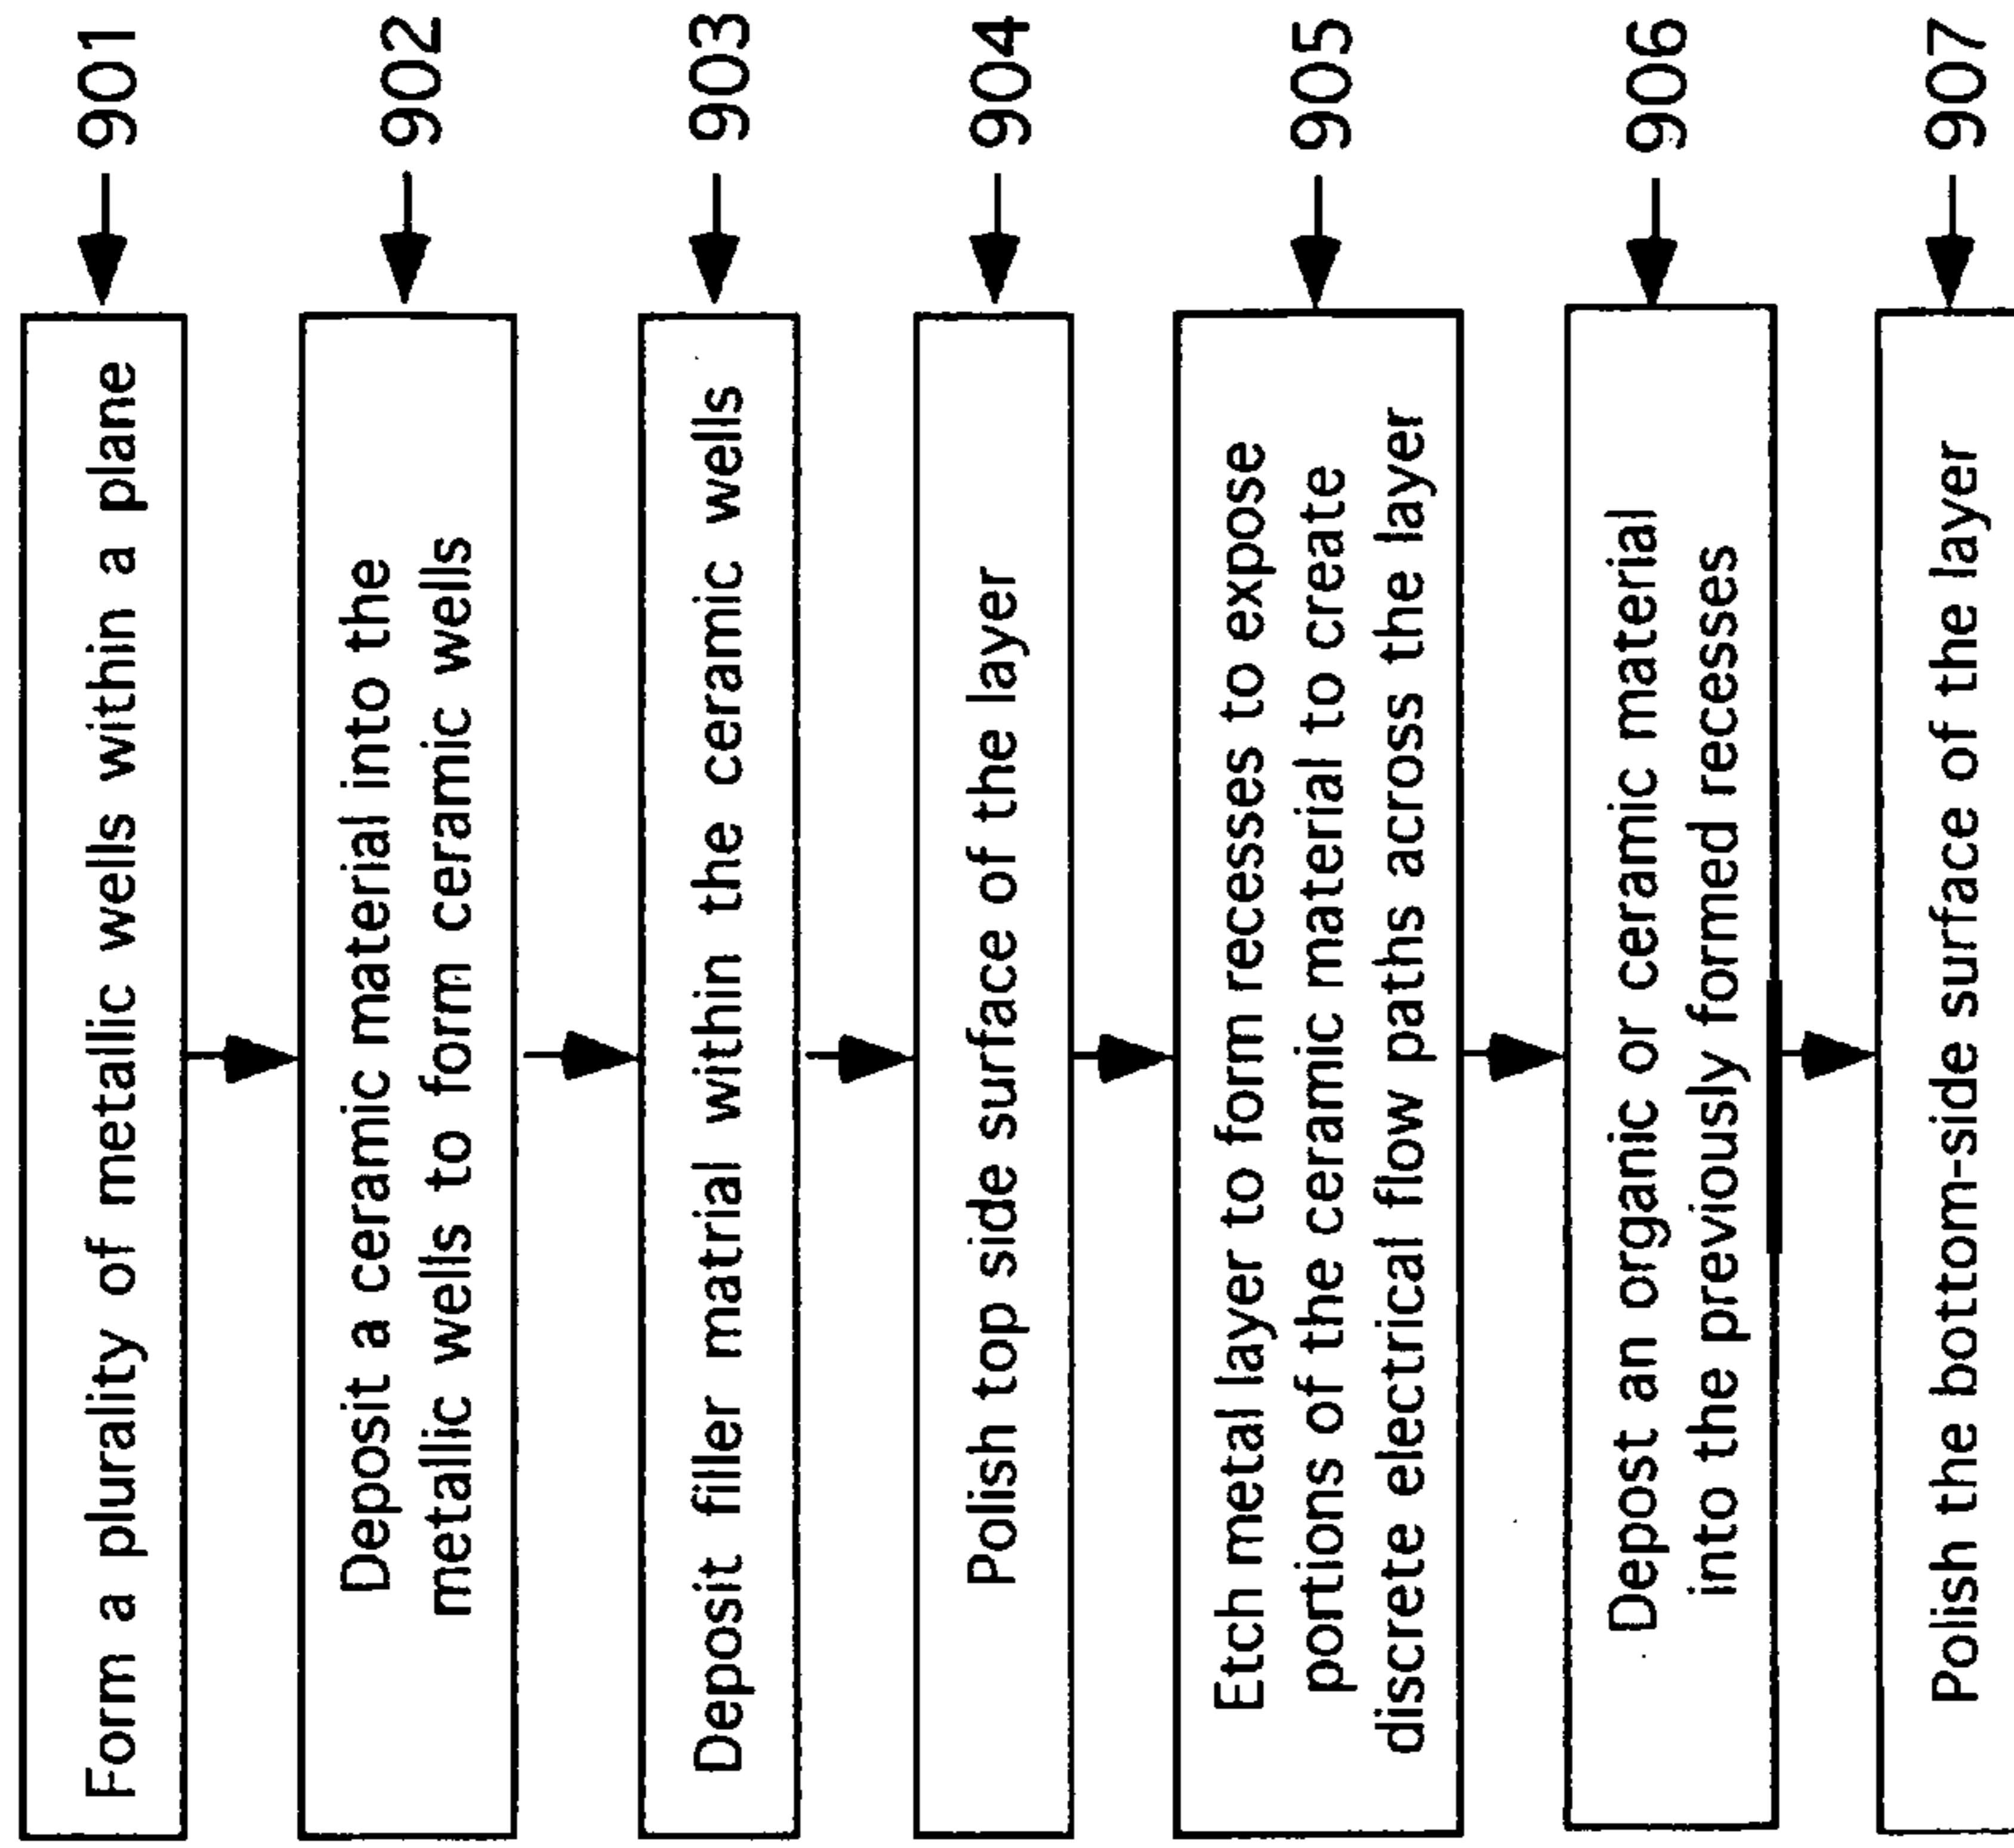 Form a plurality of metallic wells within a plane
901
Deposit a ceramic material into the
metallic wells to form ceramic wells
902
Deposit filler matrial within the ceramic wells
903
Polish top side surface of the layer
904
Etch metal layer to form recesses to expose
portions of the ceramic material to create
discrete electrical flow paths across the layer
905
Depost an organic or ceramic material
into the previously formed recesses
906
Polish the bottom-side surface of the layer
907